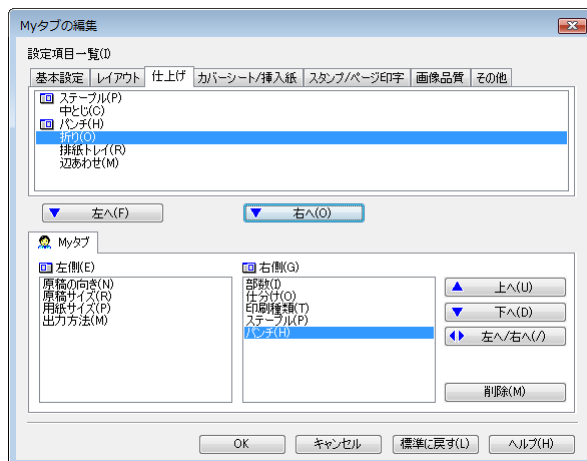 Myタブの編集
設定項目一覧(I)
基本設定 レイアウト 仕上げ カバーシート/挿入紙 スタンプ/ページ印字 画像品質 その他
ステープル(P)
中とじ(C)
パンチ(H)
折り(O)
排紙トレイ(R)
辺あわせ(M)
左へ(F) 右へ(O)
Myタブ
左側(E) 右側(G)
原稿の向き(N)
原稿サイズ(R)
用紙サイズ(P)
出力方法(M)
部数(I)
仕分け(O)
印刷種類(T)
ステープル(P)
パンチ(H)
上へ(U)
下へ(D)
左へ/右へ(/)
削除(M)
OK キャンセル 標準に戻す(L) ヘルプ(H)